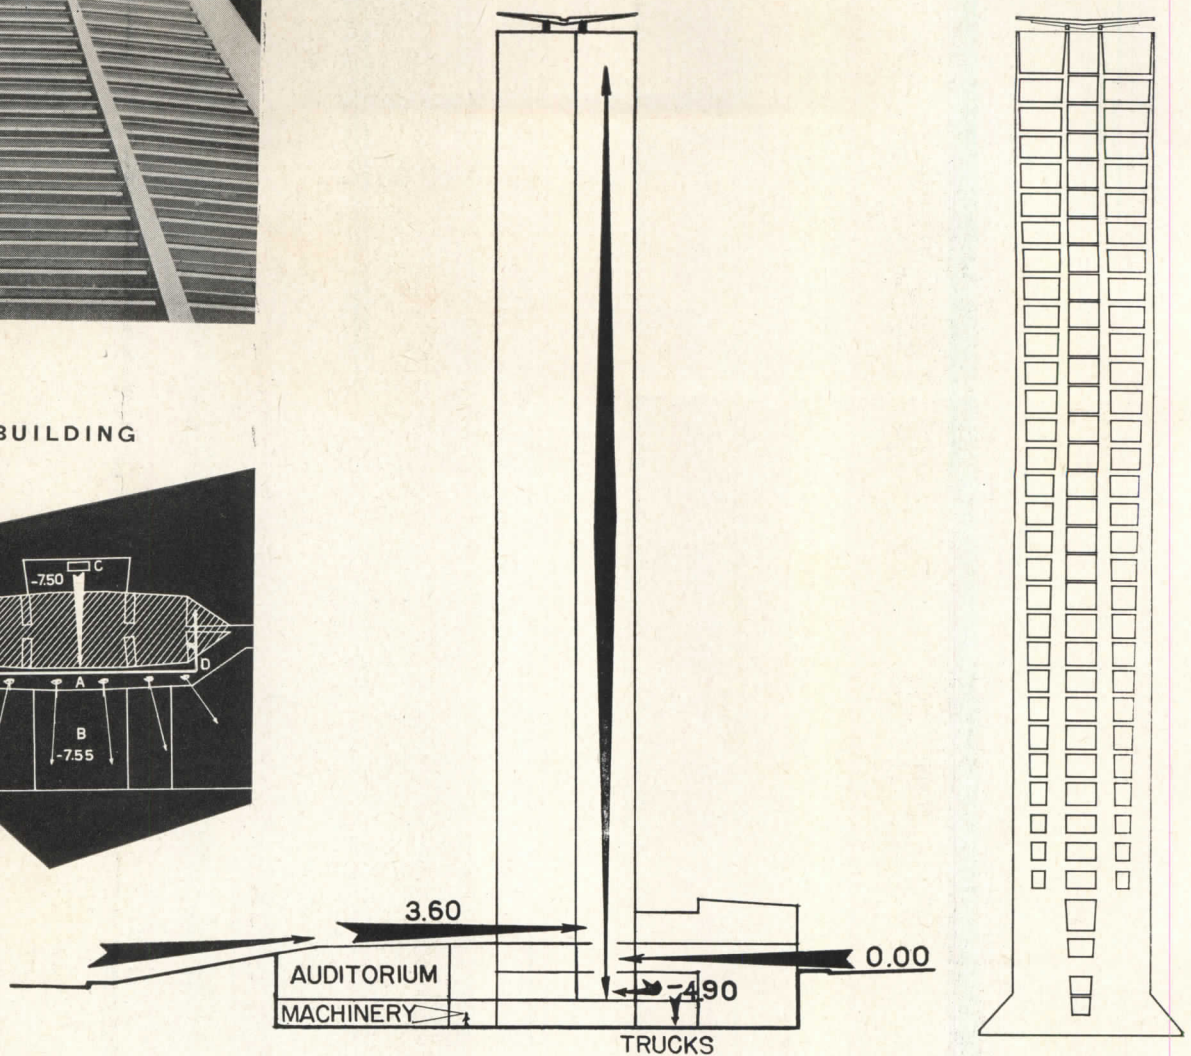 BUILDING
C
-7.50
D
A
B
-7.55
3.60
0.00
AUDITORIUM
-4.90
MACHINERY
TRUCKS